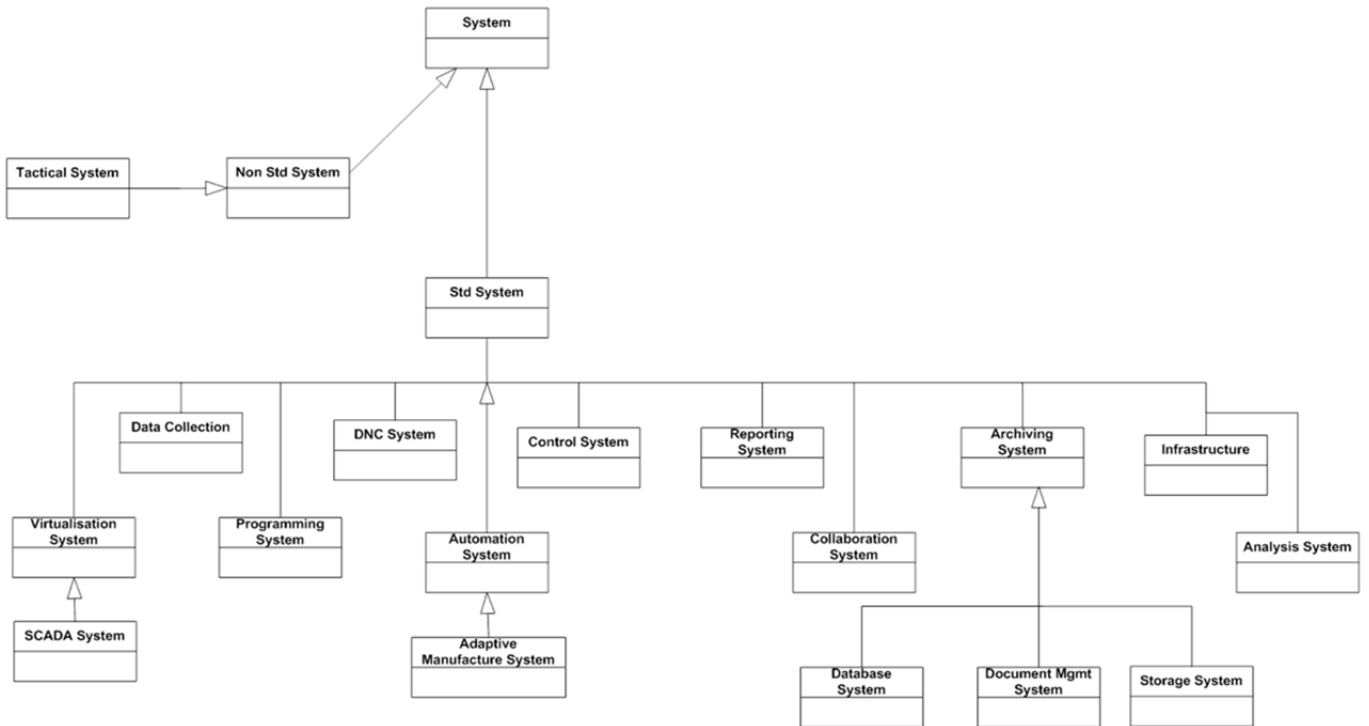 System
Tactical System
Non Std System
Std System
Data Collection
DNC System
Control System
Reporting
System
Archiving
System
Infrastructure
Virtualisation
System
Programming
System
Automation
System
Collaboration
System
Analysis System
SCADA System
Adaptive
Manufacture System
Database
System
Document Mgmt
System
Storage System